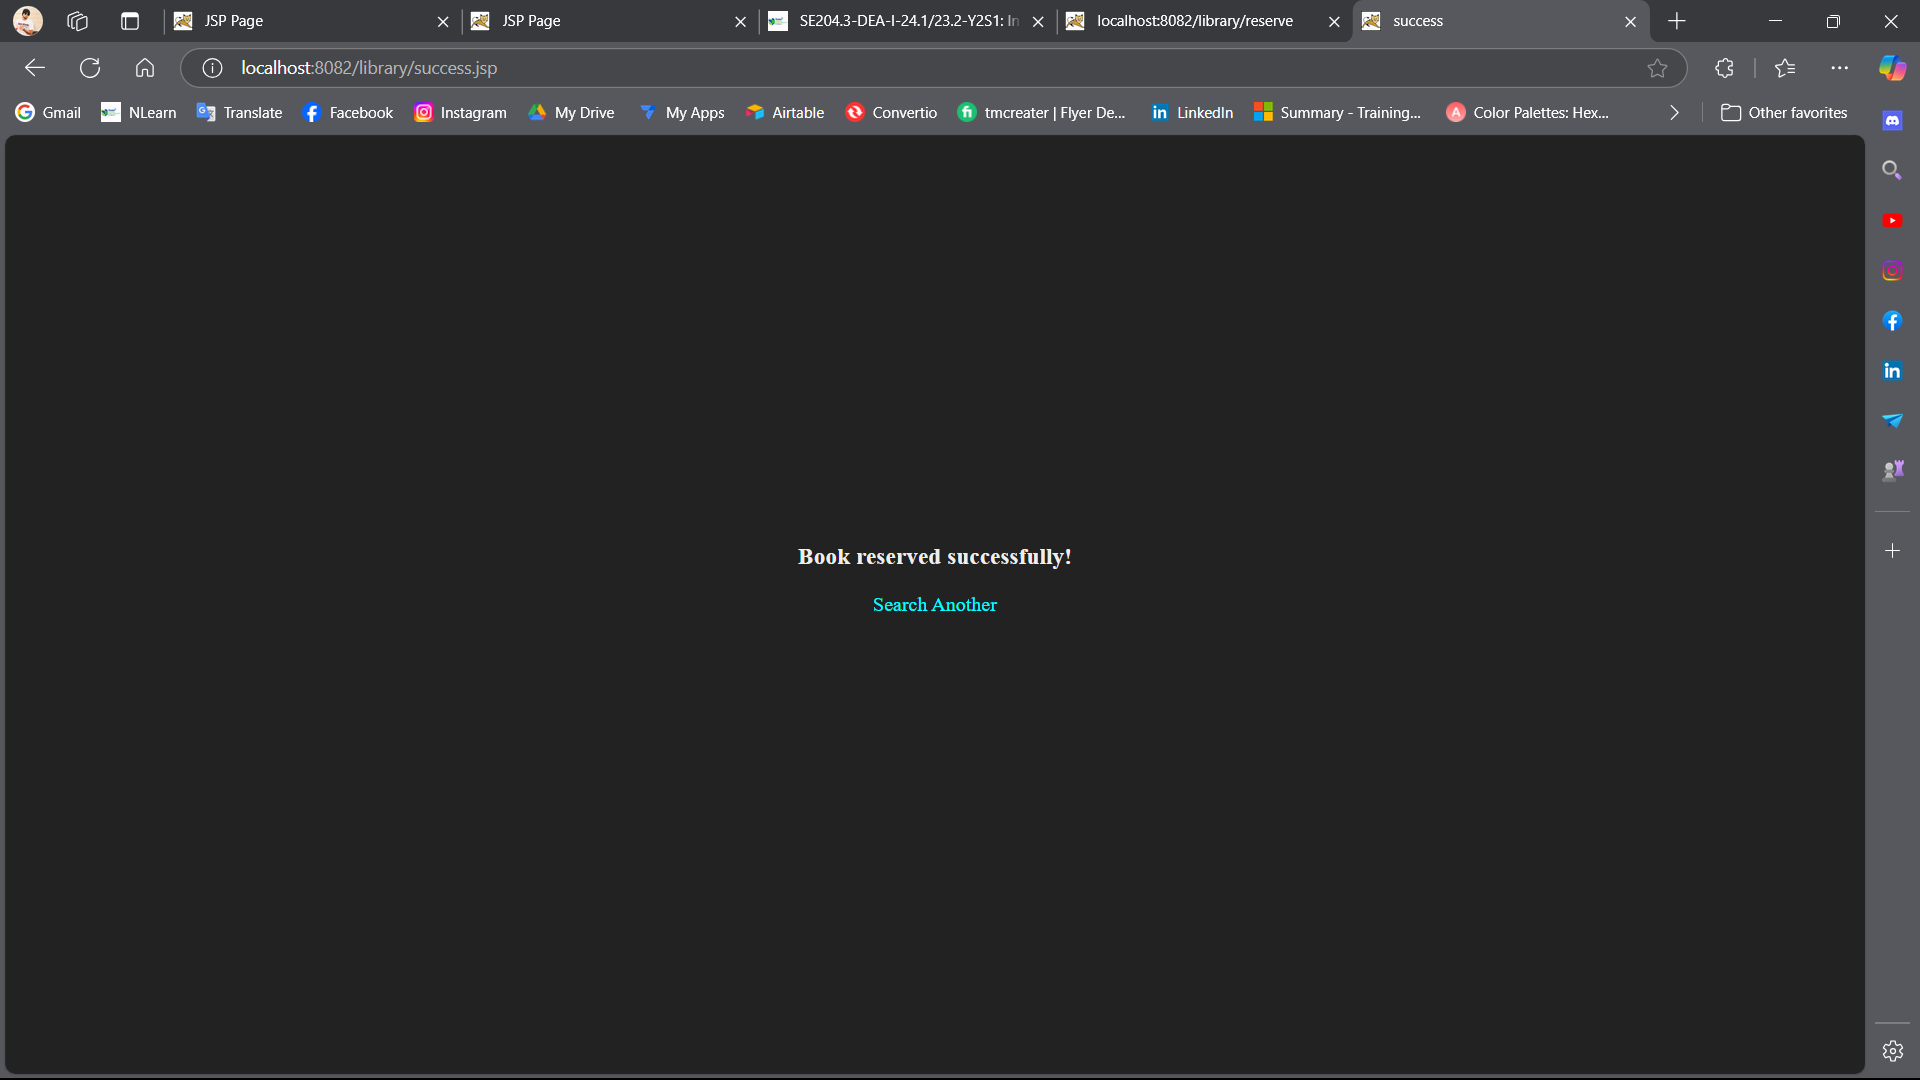 JSP Page
JSP Page
SE204.3-DEA-I-24.1/23.2-Y2S1: In
localhost:8082/library/reserve
success
localhost:8082/library/success.jsp
Gmail
NLearn
Translate
Facebook
Instagram
My Drive
My Apps
Airtable
Convertio
tmcreater | Flyer De...
LinkedIn
Summary - Training...
Color Palettes: Hex...
Other favorites
Book reserved successfully!
Search Another